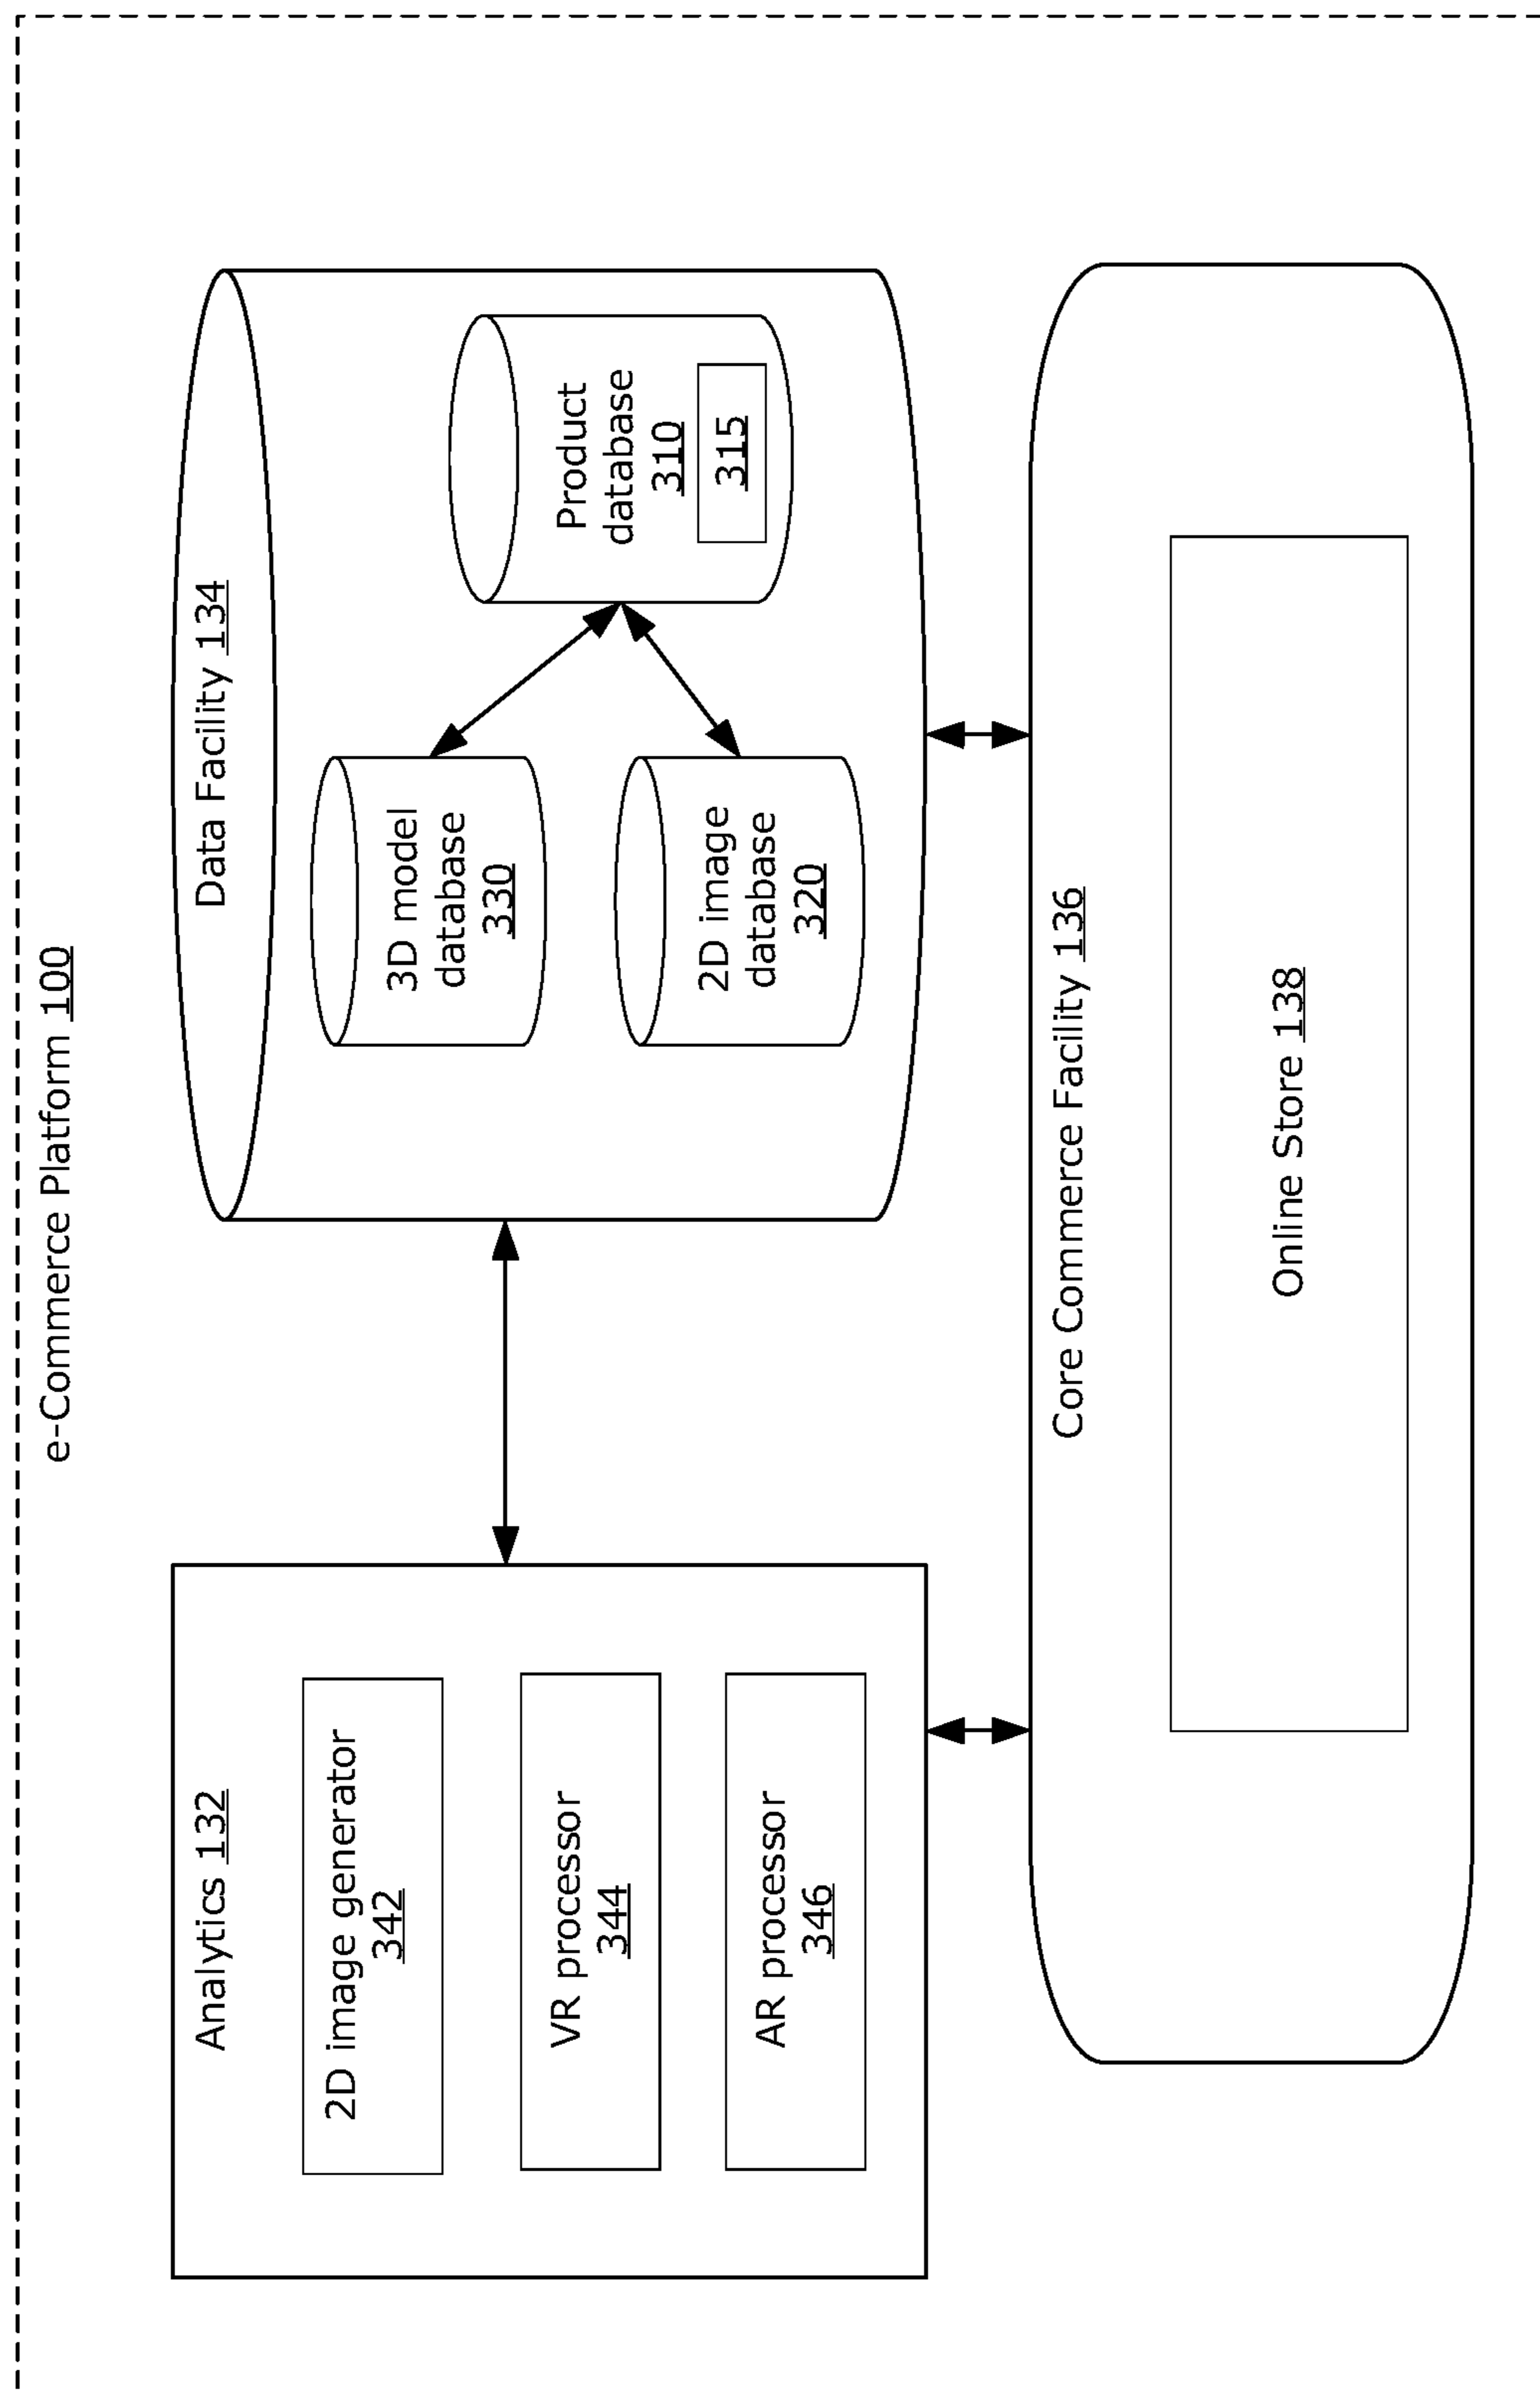 e-Commerce Platform 100
Analytics 132
2D image generator
342
VR processor
344
AR processor
346
Data Facility 134
3D model
database
330
2D image
database
320
Product
database
310
315
Core Commerce Facility 136
Online Store 138